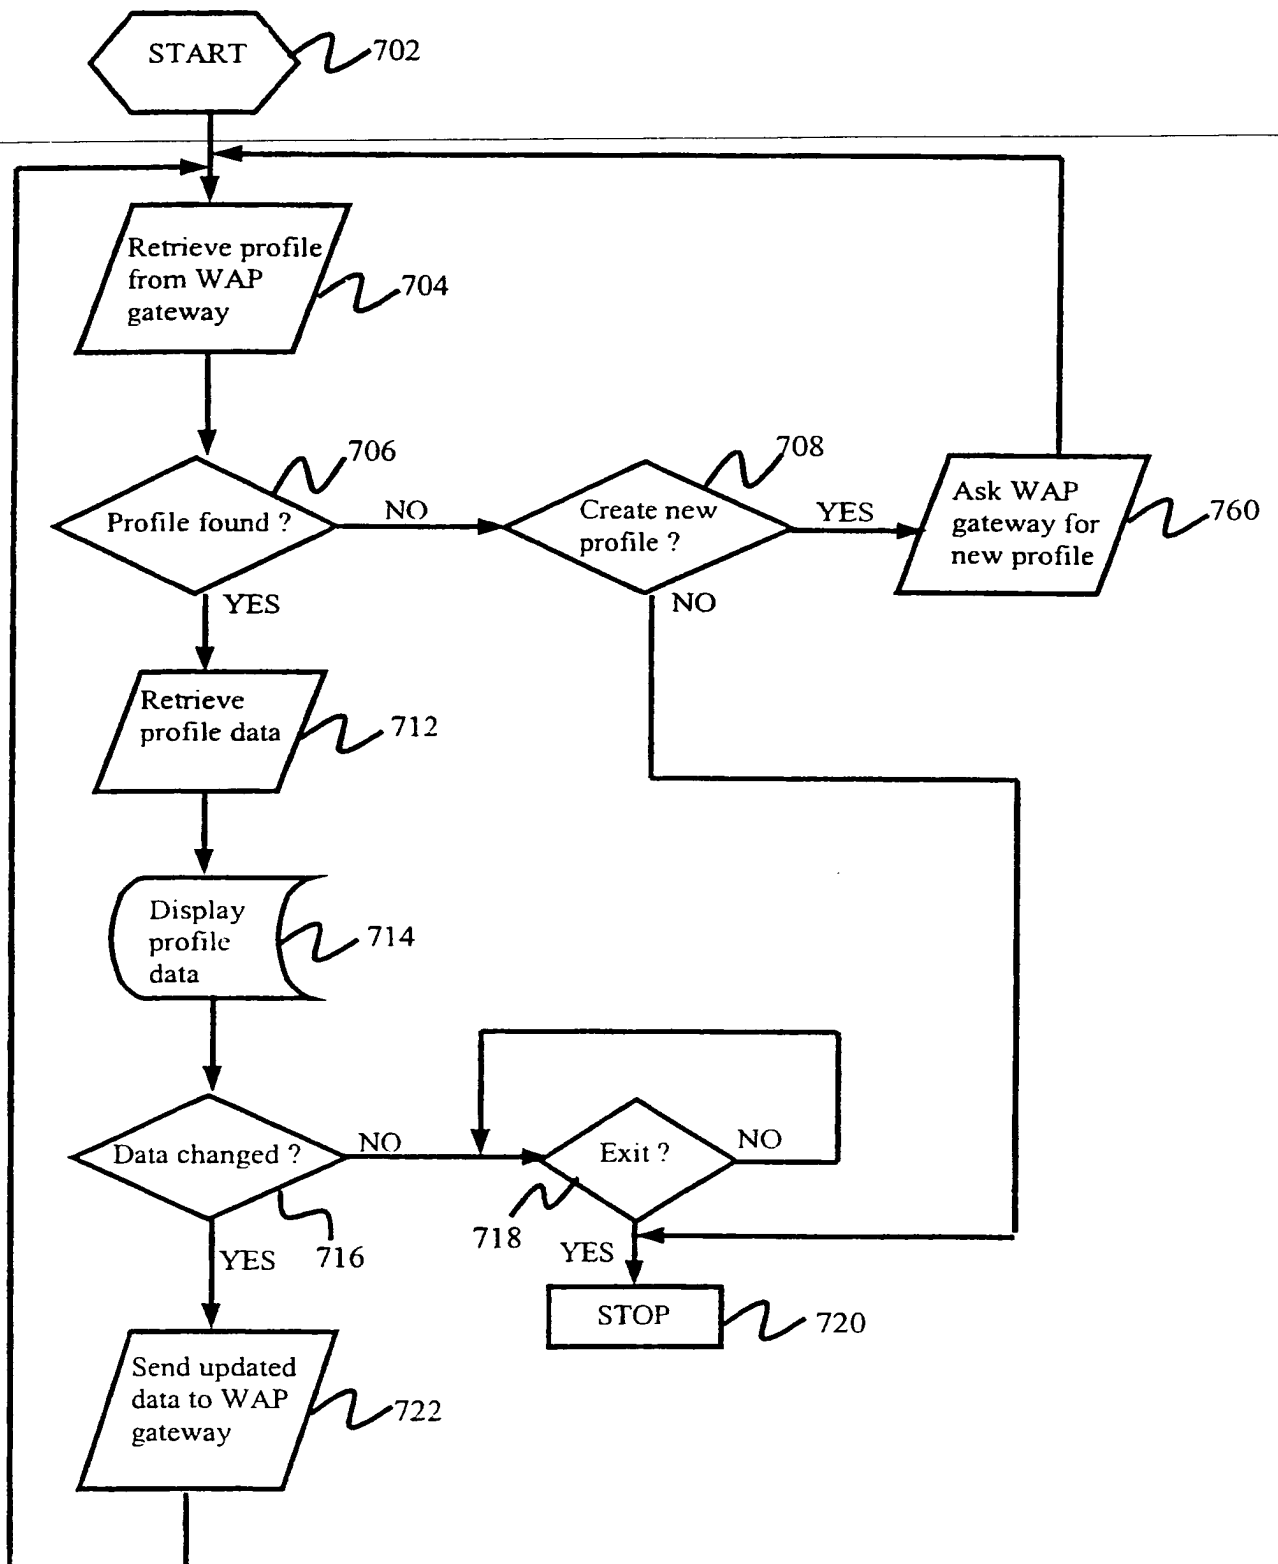 START
702
Retrieve profile
from WAP
gateway
704
706
Profile found ?
NO
708
Create new
profile ?
YES
Ask WAP
gateway for
new profile
760
YES
NO
Retrieve
profile data
712
Display
profile
data
714
Data changed ?
NO
716
YES
Exit ?
NO
718
YES
STOP
720
Send updated
data to WAP
gateway
722